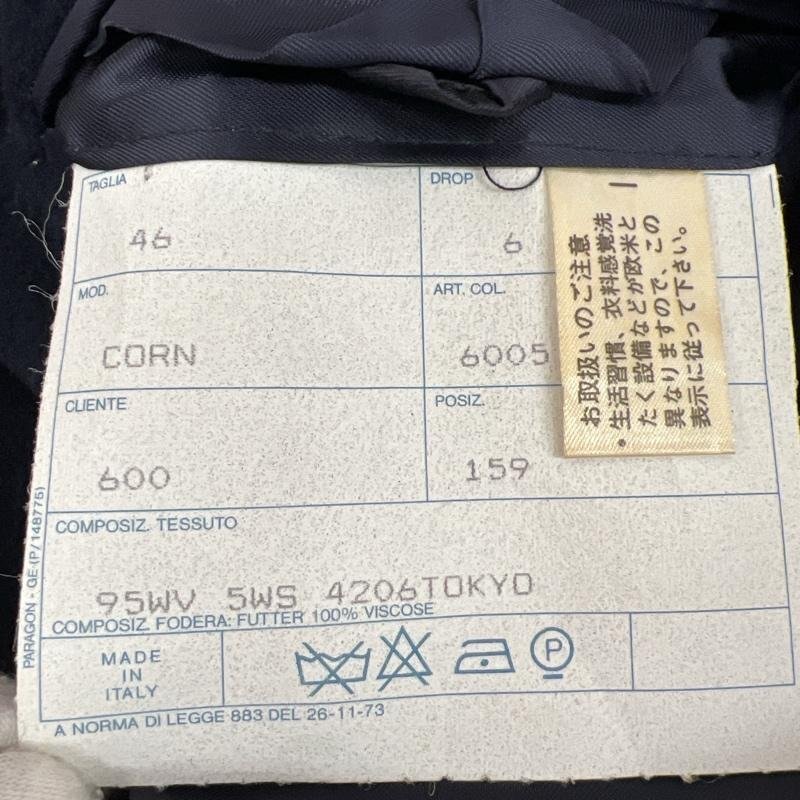 TAGLIA
46
DROP
6
MOD.
CORN
ART. COL.
6005
CLIENTE
600
POSIZ.
159
COMPOSIZ. TESSUTO
95WV 5WS 4206TOKYO
COMPOSIZ. FODERA: FUTTER 100% VISCOSE
MADE
IN
ITALY
P
A NORMA DI LEGGE 883 DEL 26-11-73
PARAGON - GE (P/148775)
お取扱いのご注意
・生活習慣、衣料感覚洗
たく設備などが欧米と
異なりますので、この
表示に従って下さい。